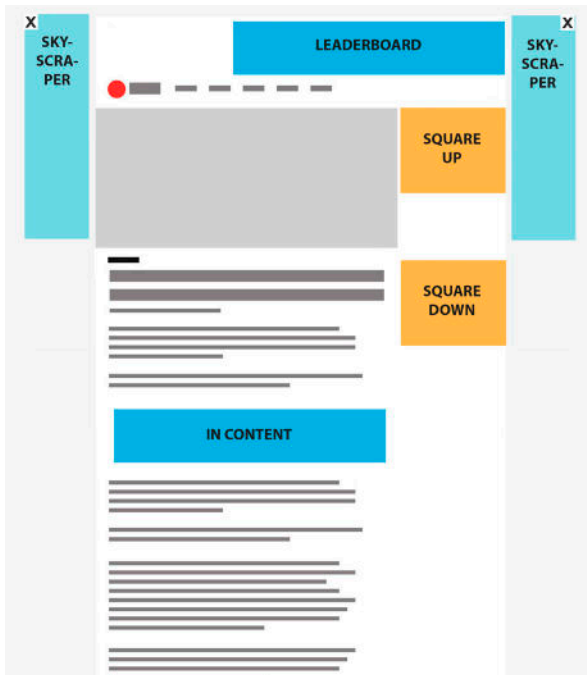 X
SKY-
SCRA-
PER
LEADERBOARD
X
SKY-
SCRA-
PER
SQUARE
UP
SQUARE
DOWN
IN CONTENT